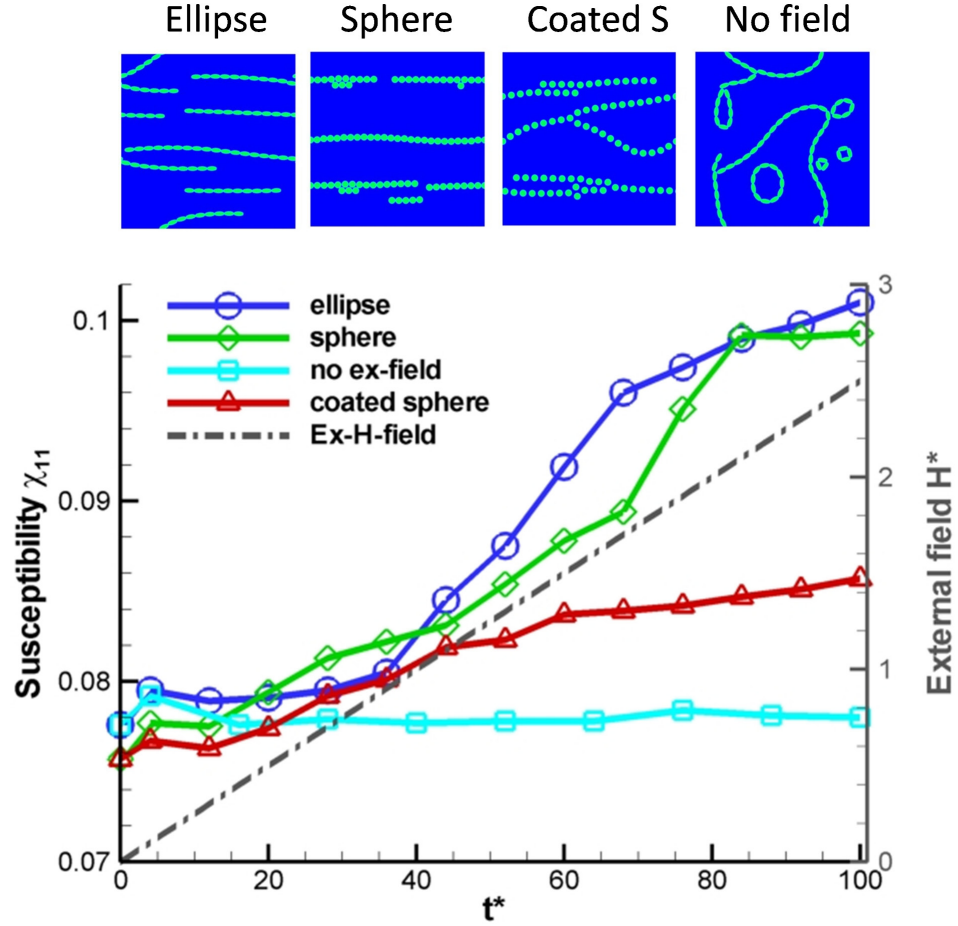 Ellipse Sphere Coated S No field
ellipse
sphere
no ex-field
coated sphere
Ex-H-field
Susceptibility χ11
0.1
0.09
0.08
0.07
3
2
1
0
External field H*
0 20 40 60 80 100
t*